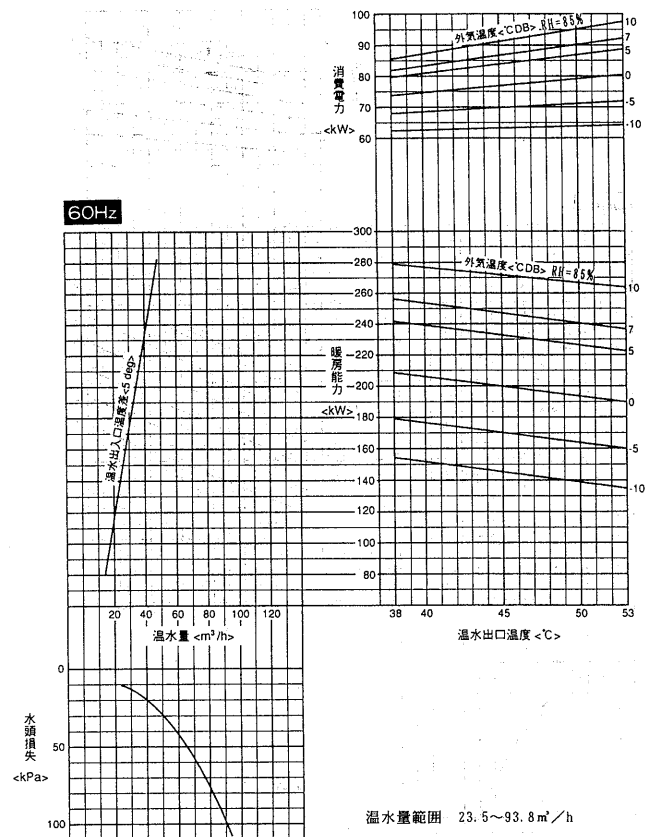 100
90
80
70
60
消費電力
<kW>
外気温度<℃DB> RH=85%
10
7
5
0
-5
-10
60Hz
300
280
260
240
220
200
180
160
140
120
100
80
暖房能力
<kW>
外気温度<℃DB> RH=85%
10
7
5
0
-5
-10
温水出入口温度差<5 deg>
20 40 60 80 100 120
温水量<m³/h>
38 40 45 50 53
温水出口温度<℃>
0
50
100
水頭損失
<kPa>
温水量範囲 23.5~93.8㎥/h